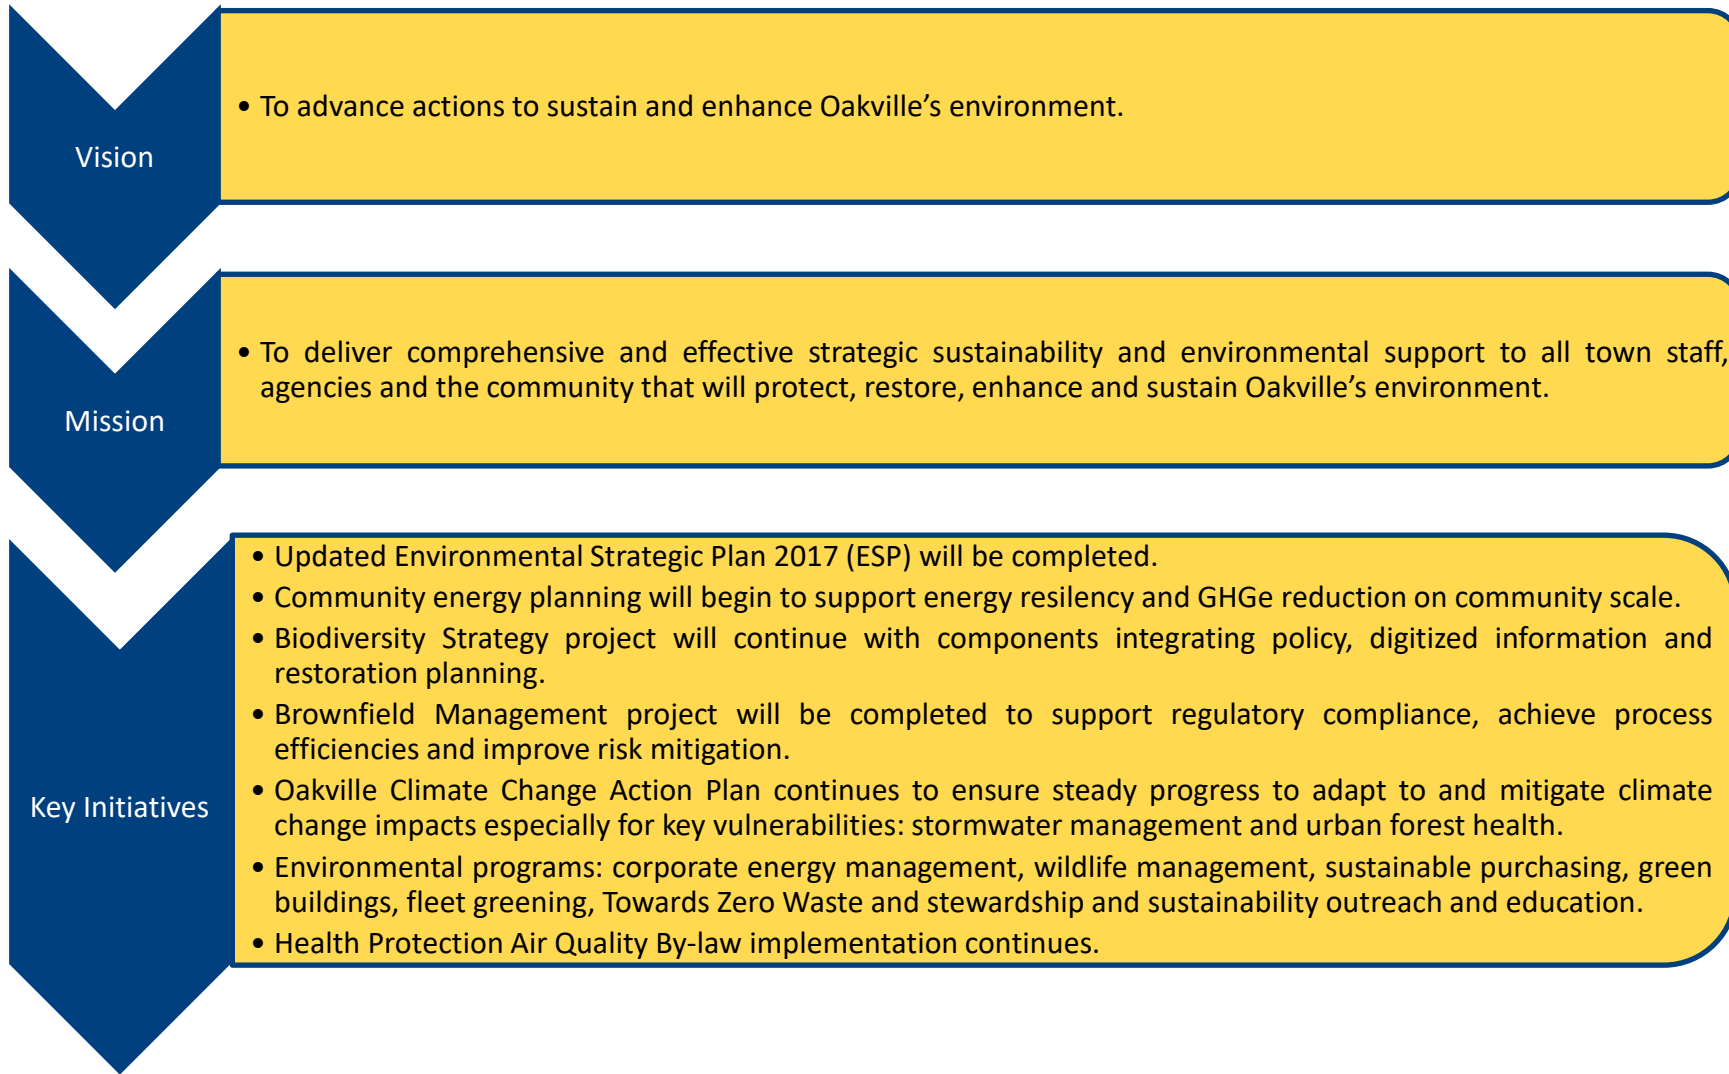 Vision
• To advance actions to sustain and enhance Oakville’s environment.
Mission
• To deliver comprehensive and effective strategic sustainability and environmental support to all town staff,
agencies and the community that will protect, restore, enhance and sustain Oakville’s environment.
Key Initiatives
• Updated Environmental Strategic Plan 2017 (ESP) will be completed.
• Community energy planning will begin to support energy resilency and GHGe reduction on community scale.
• Biodiversity Strategy project will continue with components integrating policy, digitized information and
restoration planning.
• Brownfield Management project will be completed to support regulatory compliance, achieve process
efficiencies and improve risk mitigation.
• Oakville Climate Change Action Plan continues to ensure steady progress to adapt to and mitigate climate
change impacts especially for key vulnerabilities: stormwater management and urban forest health.
• Environmental programs: corporate energy management, wildlife management, sustainable purchasing, green
buildings, fleet greening, Towards Zero Waste and stewardship and sustainability outreach and education.
• Health Protection Air Quality By-law implementation continues.